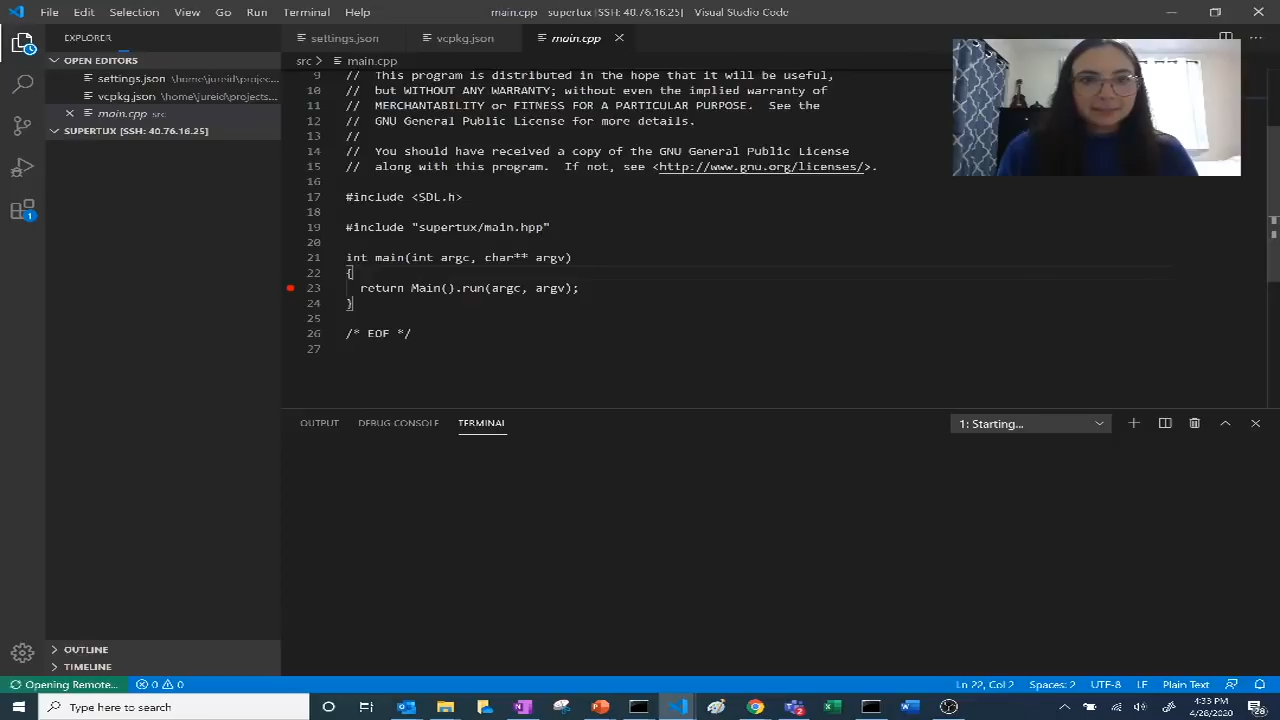 File Edit Selection View Go Run Terminal Help
main.cpp - supertux [SSH: 40.76.16.25] - Visual Studio Code
EXPLORER
settings.json
vcpkg.json
main.cpp
OPEN EDITORS
settings.json \home\jureid\projec...
vcpkg.json \home\jureid\projects...
main.cpp src
SUPERTUX [SSH: 40.76.16.25]
src > main.cpp
9 // This program is distributed in the hope that it will be useful,
10 // but WITHOUT ANY WARRANTY; without even the implied warranty of
11 // MERCHANTABILITY or FITNESS FOR A PARTICULAR PURPOSE. See the
12 // GNU General Public License for more details.
13 //
14 // You should have received a copy of the GNU General Public License
15 // along with this program. If not, see <http://www.gnu.org/licenses/>.
16
17 #include <SDL.h>
18
19 #include "supertux/main.hpp"
20
21 int main(int argc, char** argv)
22 {
23 return Main().run(argc, argv);
24 }
25
26 /* EOF */
27
1
OUTPUT DEBUG CONSOLE TERMINAL
1: Starting...
OUTLINE
TIMELINE
Opening Remote... 0 0
Ln 22, Col 2 Spaces: 2 UTF-8 LF Plain Text
Type here to search
4:33 PM
4/28/2020
28